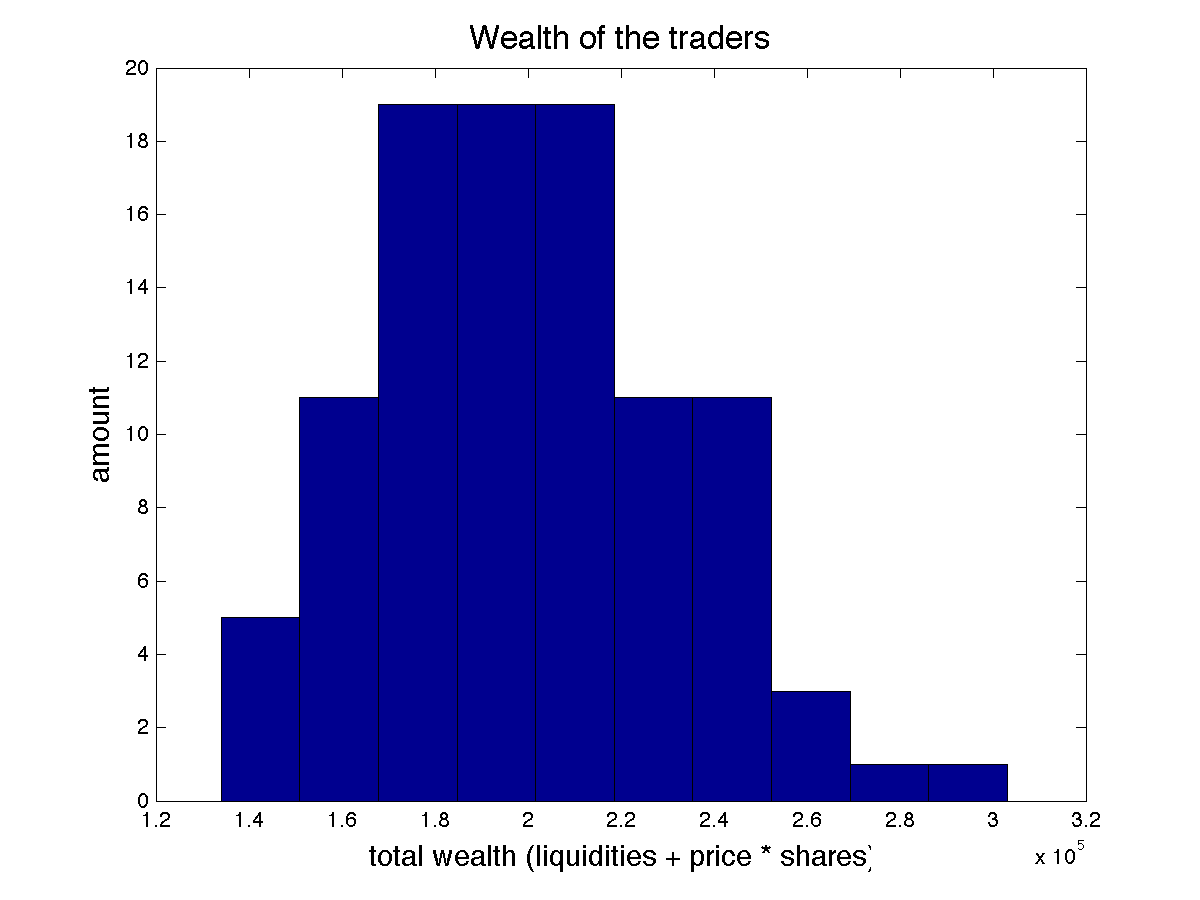 Wealth of the traders
20
18
16
14
12
10
8
6
4
2
0
amount
1.2 1.4 1.6 1.8 2 2.2 2.4 2.6 2.8 3 3.2
x 10⁵
total wealth (liquidities + price * shares)